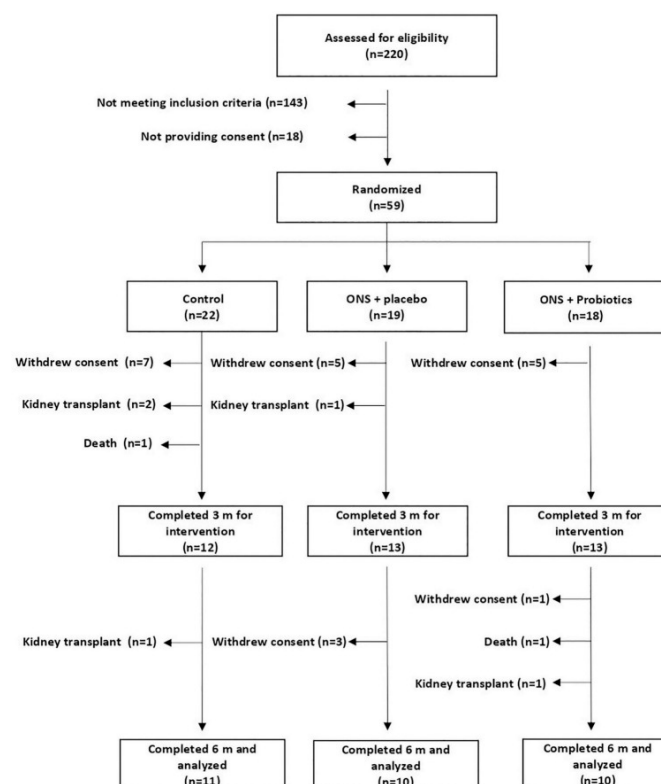 Assessed for eligibility
(n=220)
Not meeting inclusion criteria (n=143)
Not providing consent (n=18)
Randomized
(n=59)
Control
(n=22)
ONS + placebo
(n=19)
ONS + Probiotics
(n=18)
Withdrew consent (n=7)
Withdrew consent (n=5)
Withdrew consent (n=5)
Kidney transplant (n=2)
Kidney transplant (n=1)
Death (n=1)
Completed 3 m for
intervention
(n=12)
Completed 3 m for
intervention
(n=13)
Completed 3 m for
intervention
(n=13)
Withdrew consent (n=1)
Kidney transplant (n=1)
Withdrew consent (n=3)
Death (n=1)
Kidney transplant (n=1)
Completed 6 m and
analyzed
(n=11)
Completed 6 m and
analyzed
(n=10)
Completed 6 m and
analyzed
(n=10)